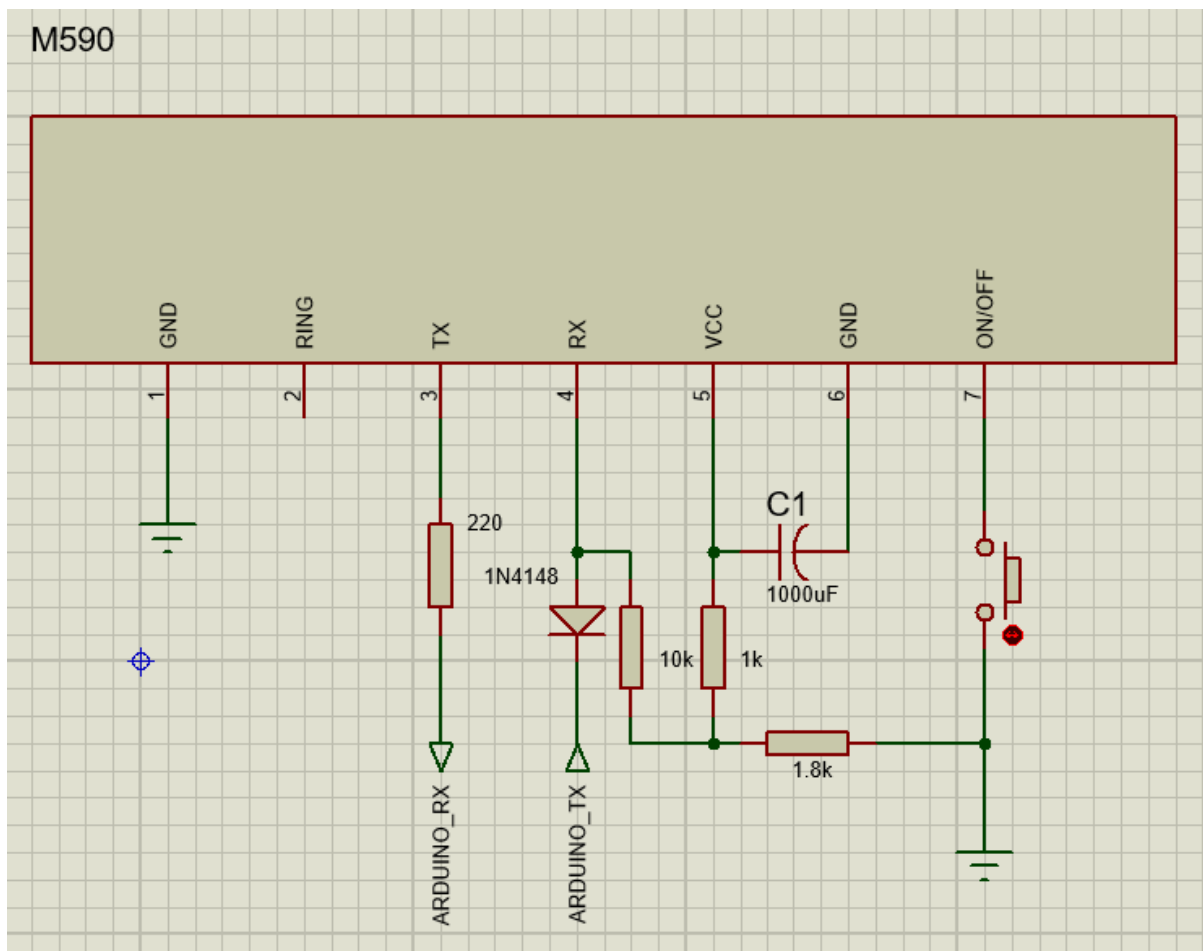 M590
GND
RING
TX
RX
VCC
GND
ON/OFF
1
2
3
4
5
6
7
220
1N4148
C1
1000uF
10k
1k
1.8k
ARDUINO_RX
ARDUINO_TX